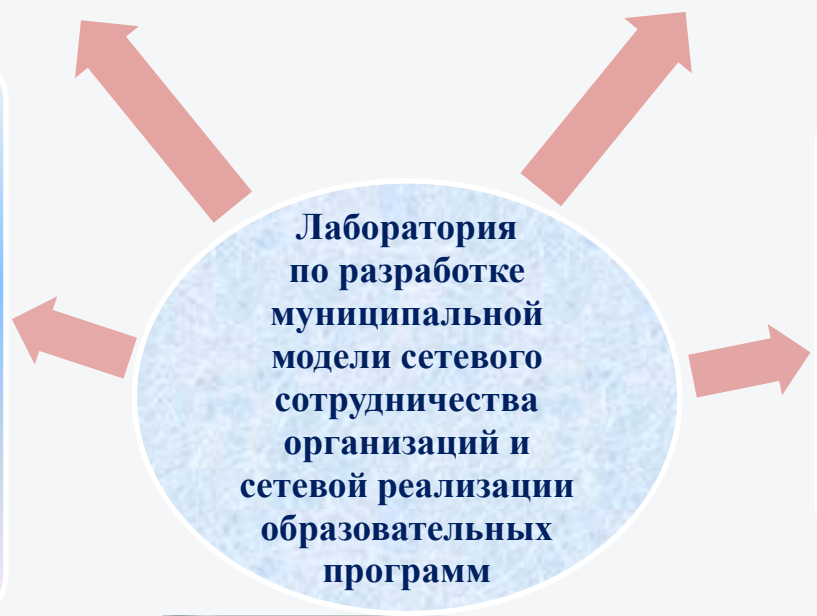 Лаборатория
по разработке
муниципальной
модели сетевого
сотрудничества
организаций и
сетевой реализации
образовательных
программ